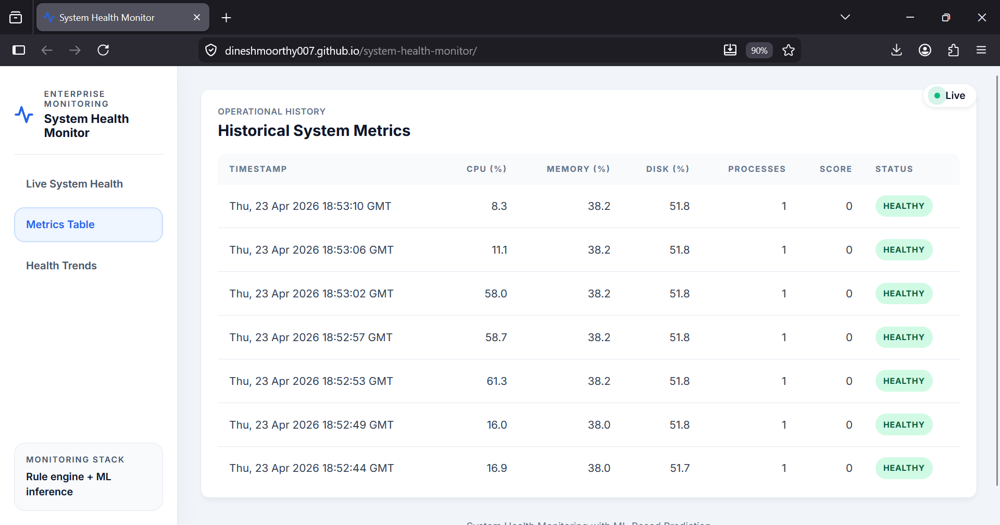 System Health Monitor
dineshmoorthy007.github.io/system-health-monitor/
90%
ENTERPRISE
MONITORING
System Health
Monitor
Live System Health
Metrics Table
Health Trends
MONITORING STACK
Rule engine + ML
inference
Live
OPERATIONAL HISTORY
Historical System Metrics
TIMESTAMP CPU (%) MEMORY (%) DISK (%) PROCESSES SCORE STATUS
Thu, 23 Apr 2026 18:53:10 GMT 8.3 38.2 51.8 1 0 HEALTHY
Thu, 23 Apr 2026 18:53:06 GMT 11.1 38.2 51.8 1 0 HEALTHY
Thu, 23 Apr 2026 18:53:02 GMT 58.0 38.2 51.8 1 0 HEALTHY
Thu, 23 Apr 2026 18:52:57 GMT 58.7 38.2 51.8 1 0 HEALTHY
Thu, 23 Apr 2026 18:52:53 GMT 61.3 38.2 51.8 1 0 HEALTHY
Thu, 23 Apr 2026 18:52:49 GMT 16.0 38.0 51.8 1 0 HEALTHY
Thu, 23 Apr 2026 18:52:44 GMT 16.9 38.0 51.7 1 0 HEALTHY
System Health Monitoring with ML-Based Prediction